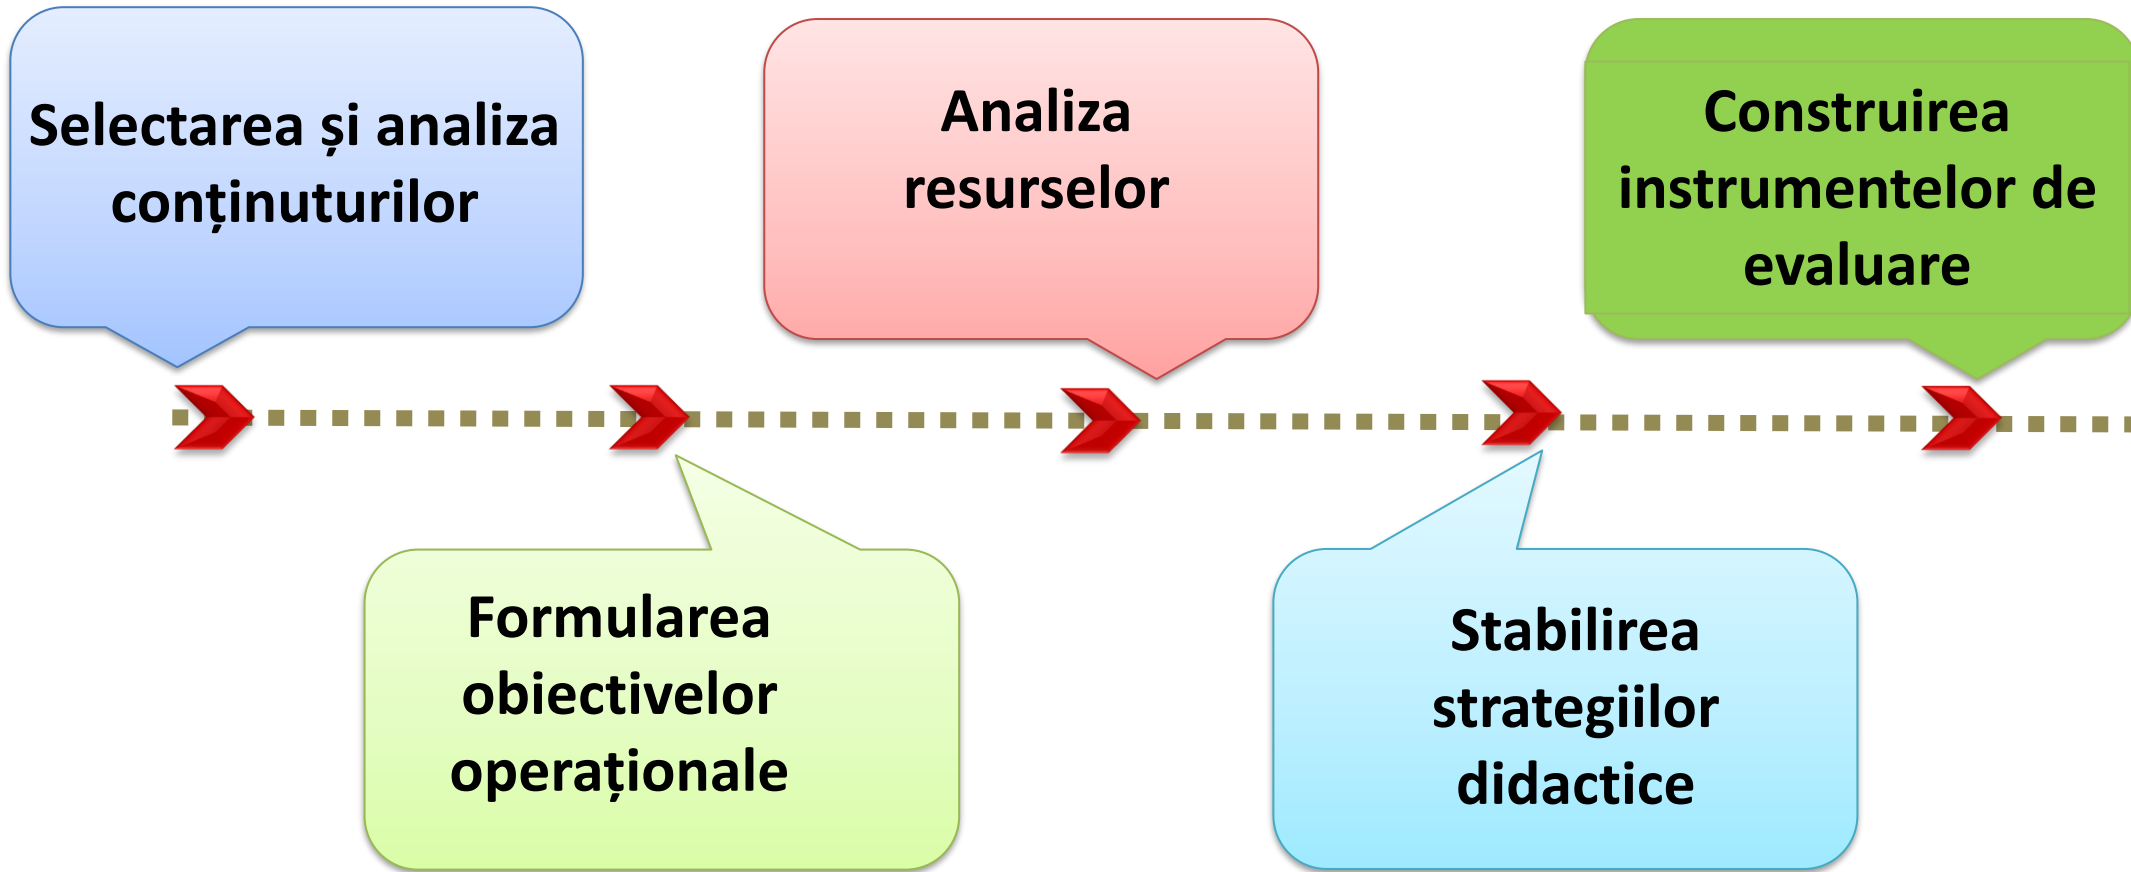 Selectarea și analiza
conținuturilor
Analiza
resurselor
Construirea
instrumentelor de
evaluare
Formularea
obiectivelor
operaționale
Stabilirea
strategiilor
didactice